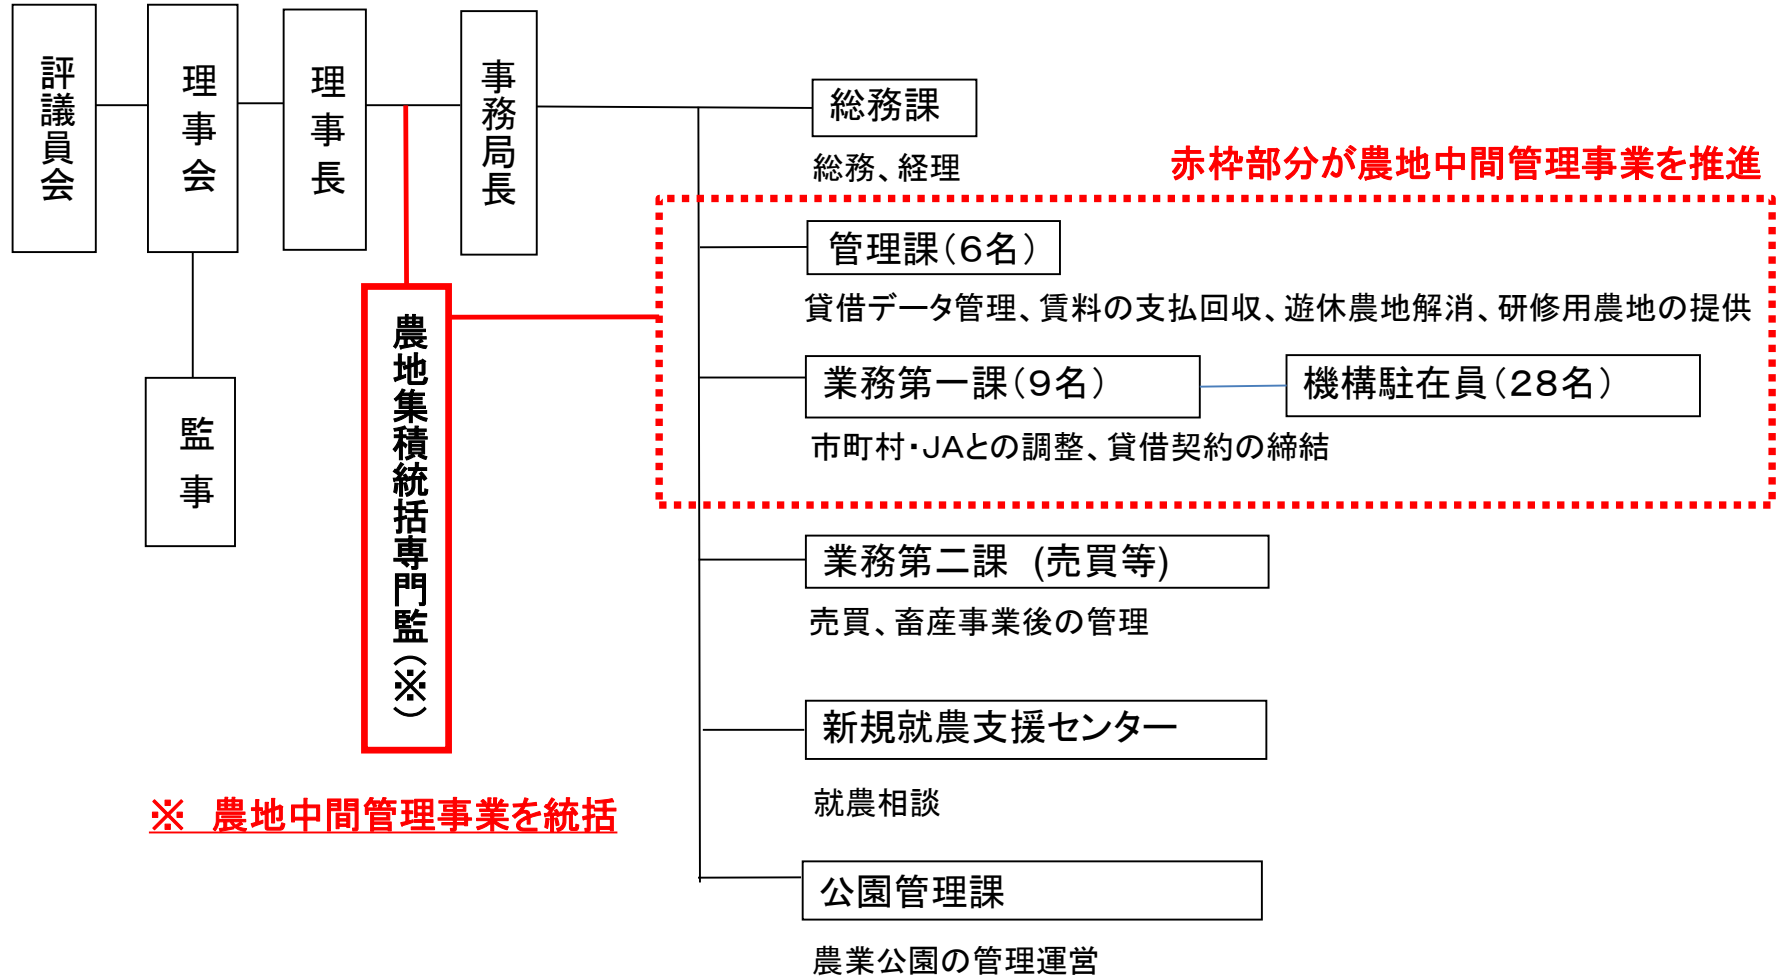 評議員会
理事会
理事長
事務局長
監事
農地集積統括専門監(※)
※　農地中間管理事業を統括
総務課
総務、経理
赤枠部分が農地中間管理事業を推進
管理課(6名)
貸借データ管理、賃料の支払回収、遊休農地解消、研修用農地の提供
業務第一課(9名)
機構駐在員(28名)
市町村・JAとの調整、貸借契約の締結
業務第二課 (売買等)
売買、畜産事業後の管理
新規就農支援センター
就農相談
公園管理課
農業公園の管理運営